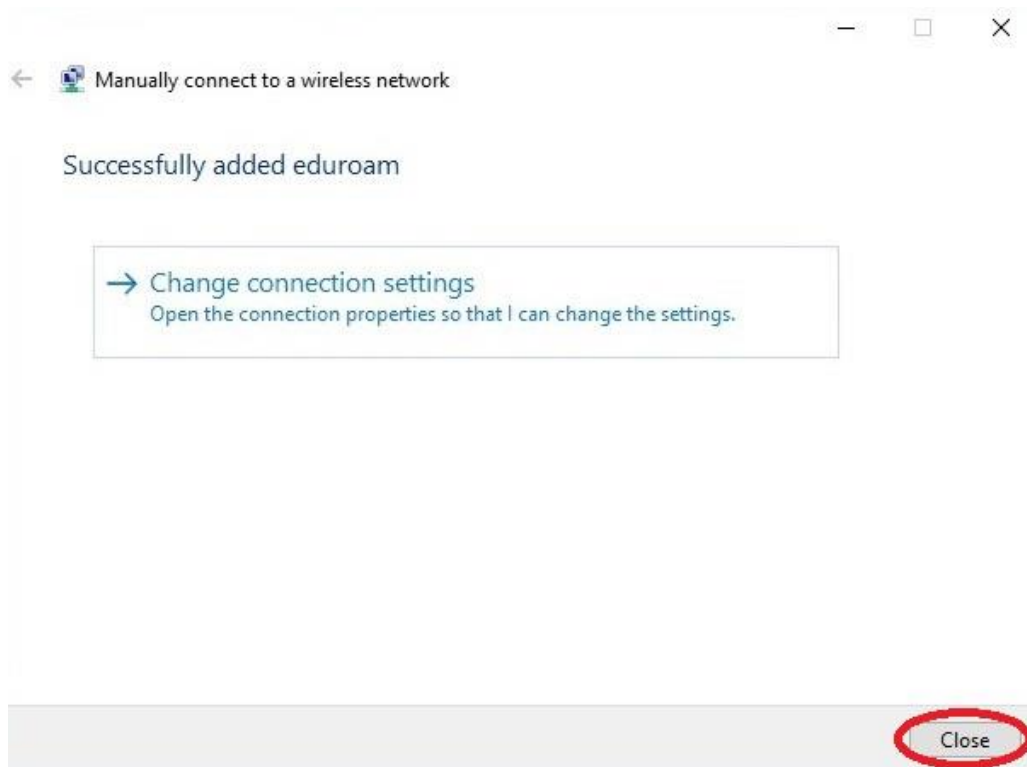 Manually connect to a wireless network
Successfully added eduroam
Change connection settings
Open the connection properties so that I can change the settings.
Close